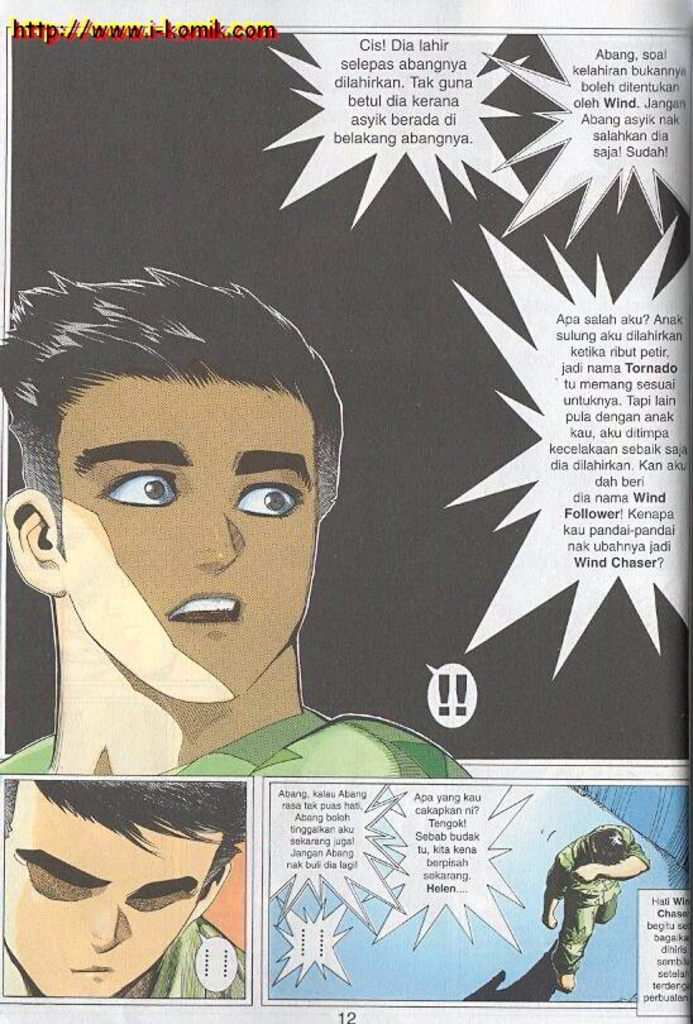 http://www.i-komik.com
Cis! Dia lahir
selepas abangnya
dilahirkan. Tak guna
betul dia kerana
asyik berada di
belakang abangnya.
Abang, soal
kelahiran bukannya
boleh ditentukan
oleh Wind. Jangan
Abang asyik nak
salahkan dia
saja! Sudah!
Apa salah aku? Anak
sulung aku dilahirkan
ketika ribut petir,
jadi nama Tornado
tu memang sesuai
untuknya. Tapi lain
pula dengan anak
kau, aku ditimpa
kecelakaan sebaik saja
dia dilahirkan. Kan aku
dah beri
dia nama Wind
Follower! Kenapa
kau pandai-pandai
nak ubahnya jadi
Wind Chaser?
!!
Abang, kalau Abang
rasa tak puas hati,
Abang boleh
tinggalkan aku
sekarang juga!
Jangan Abang
nak buli dia lagi!
Apa yang kau
cakapkan ni?
Tengok!
Sebab budak
tu, kita kena
berpisah
sekarang.
Helen....
Hati
Chase
begitu
dihir
setela
perbuata
12